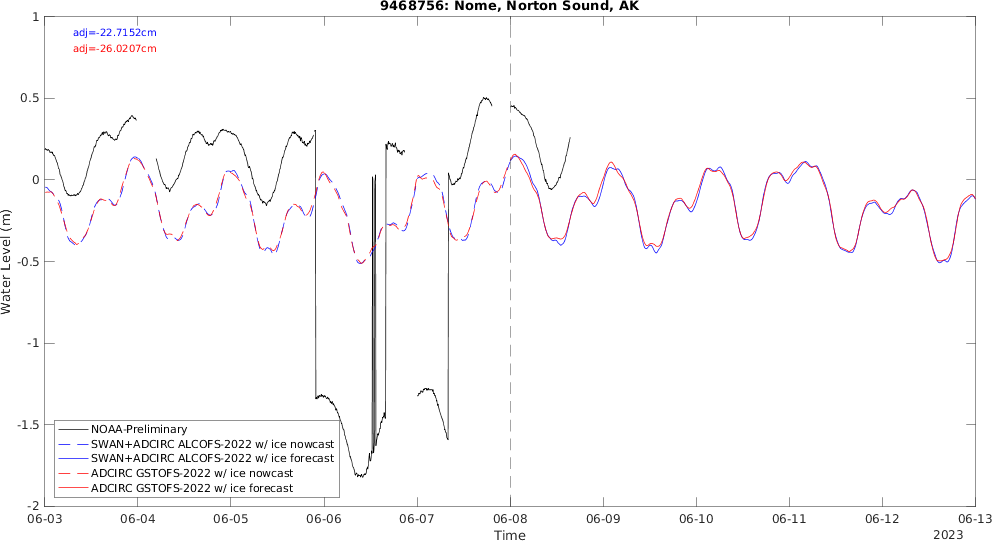 9468756: Nome, Norton Sound, AK
adj=-22.7152cm
adj=-26.0207cm
1
0.5
0
-0.5
-1
-1.5
-2
Water Level (m)
NOAA-Preliminary
SWAN+ADCIRC ALCOFS-2022 w/ ice nowcast
SWAN+ADCIRC ALCOFS-2022 w/ ice forecast
ADCIRC GSTOFS-2022 w/ ice nowcast
ADCIRC GSTOFS-2022 w/ ice forecast
06-03 06-04 06-05 06-06 06-07 06-08 06-09 06-10 06-11 06-12 06-13
Time
2023